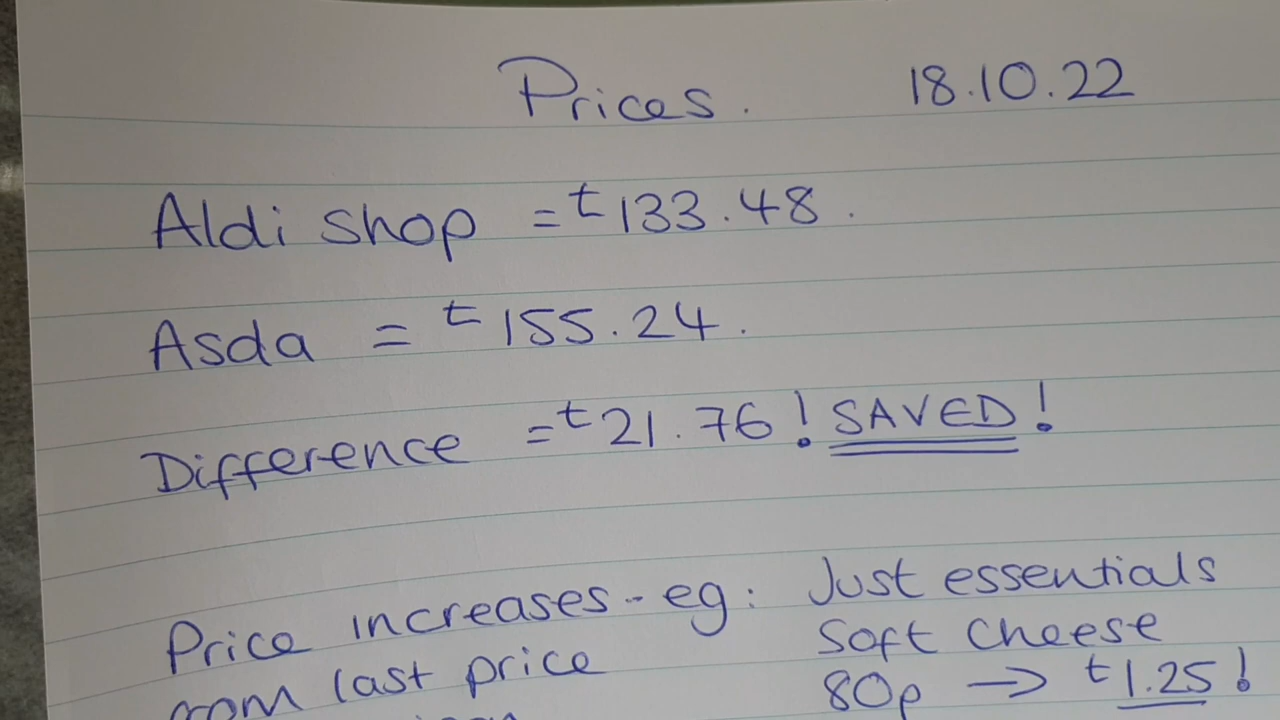 Prices. 18.10.22
Aldi shop = £133.48.
Asda = £155.24.
Difference = £21.76! SAVED!
Price increases - eg: Just essentials
from last price Soft Cheese
80p → £1.25!